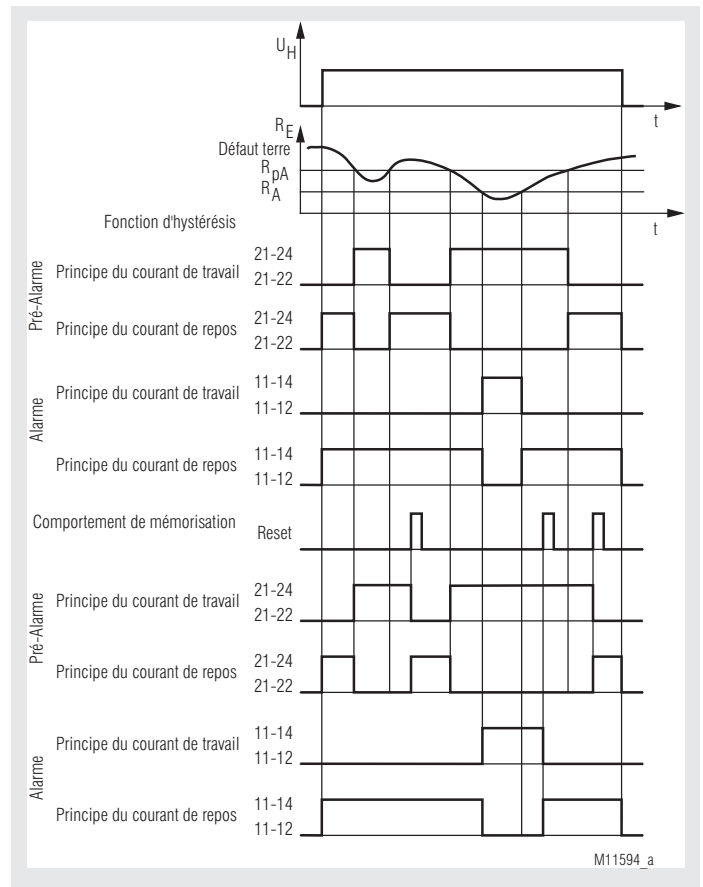 UH
t
RE
Défaut terre
RpA
RA
t
Fonction d'hystérésis
Pré-Alarme
Principe du courant de travail
21-24
21-22
Principe du courant de repos
21-24
21-22
Alarme
Principe du courant de travail
11-14
11-12
Principe du courant de repos
11-14
11-12
Comportement de mémorisation
Reset
Pré-Alarme
Principe du courant de travail
21-24
21-22
Principe du courant de repos
21-24
21-22
Alarme
Principe du courant de travail
11-14
11-12
Principe du courant de repos
11-14
11-12
M11594_a